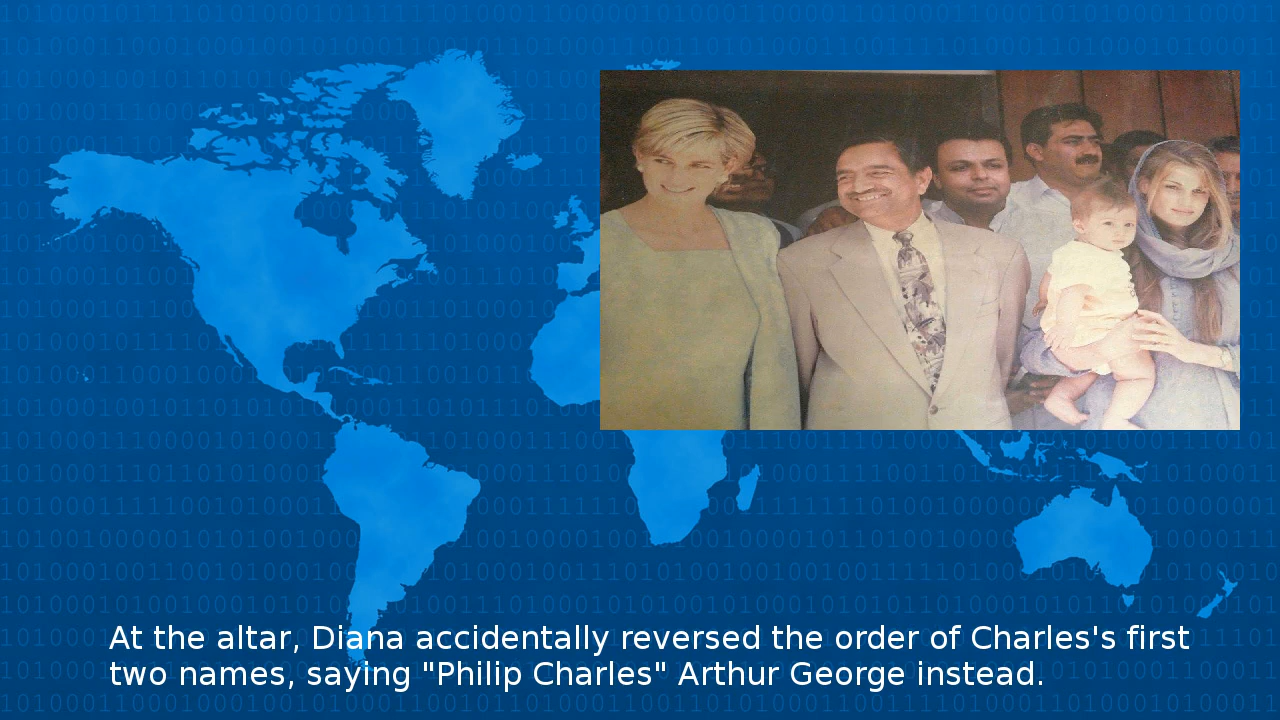 At the altar, Diana accidentally reversed the order of Charles's first
two names, saying "Philip Charles" Arthur George instead.